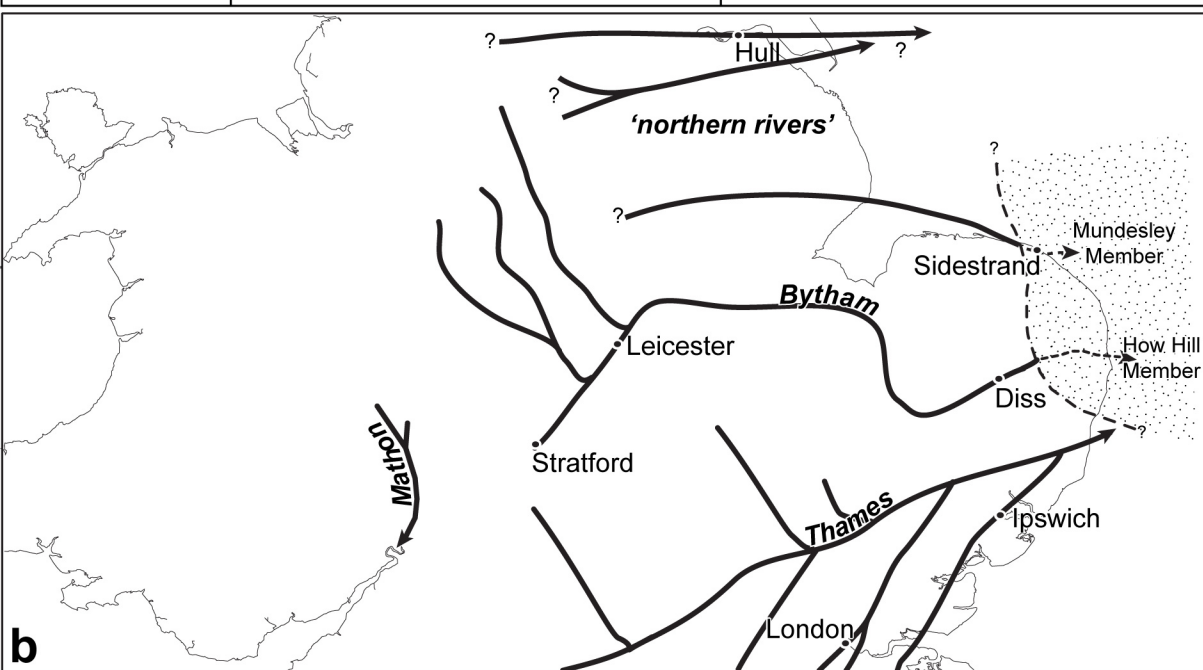 ?
Hull
?
?
'northern rivers'
?
?
Mundesley
Member
Sidestrand
Bytham
How Hill
Member
Leicester
Diss
?
Mathon
Stratford
Thames
Ipswich
London
b